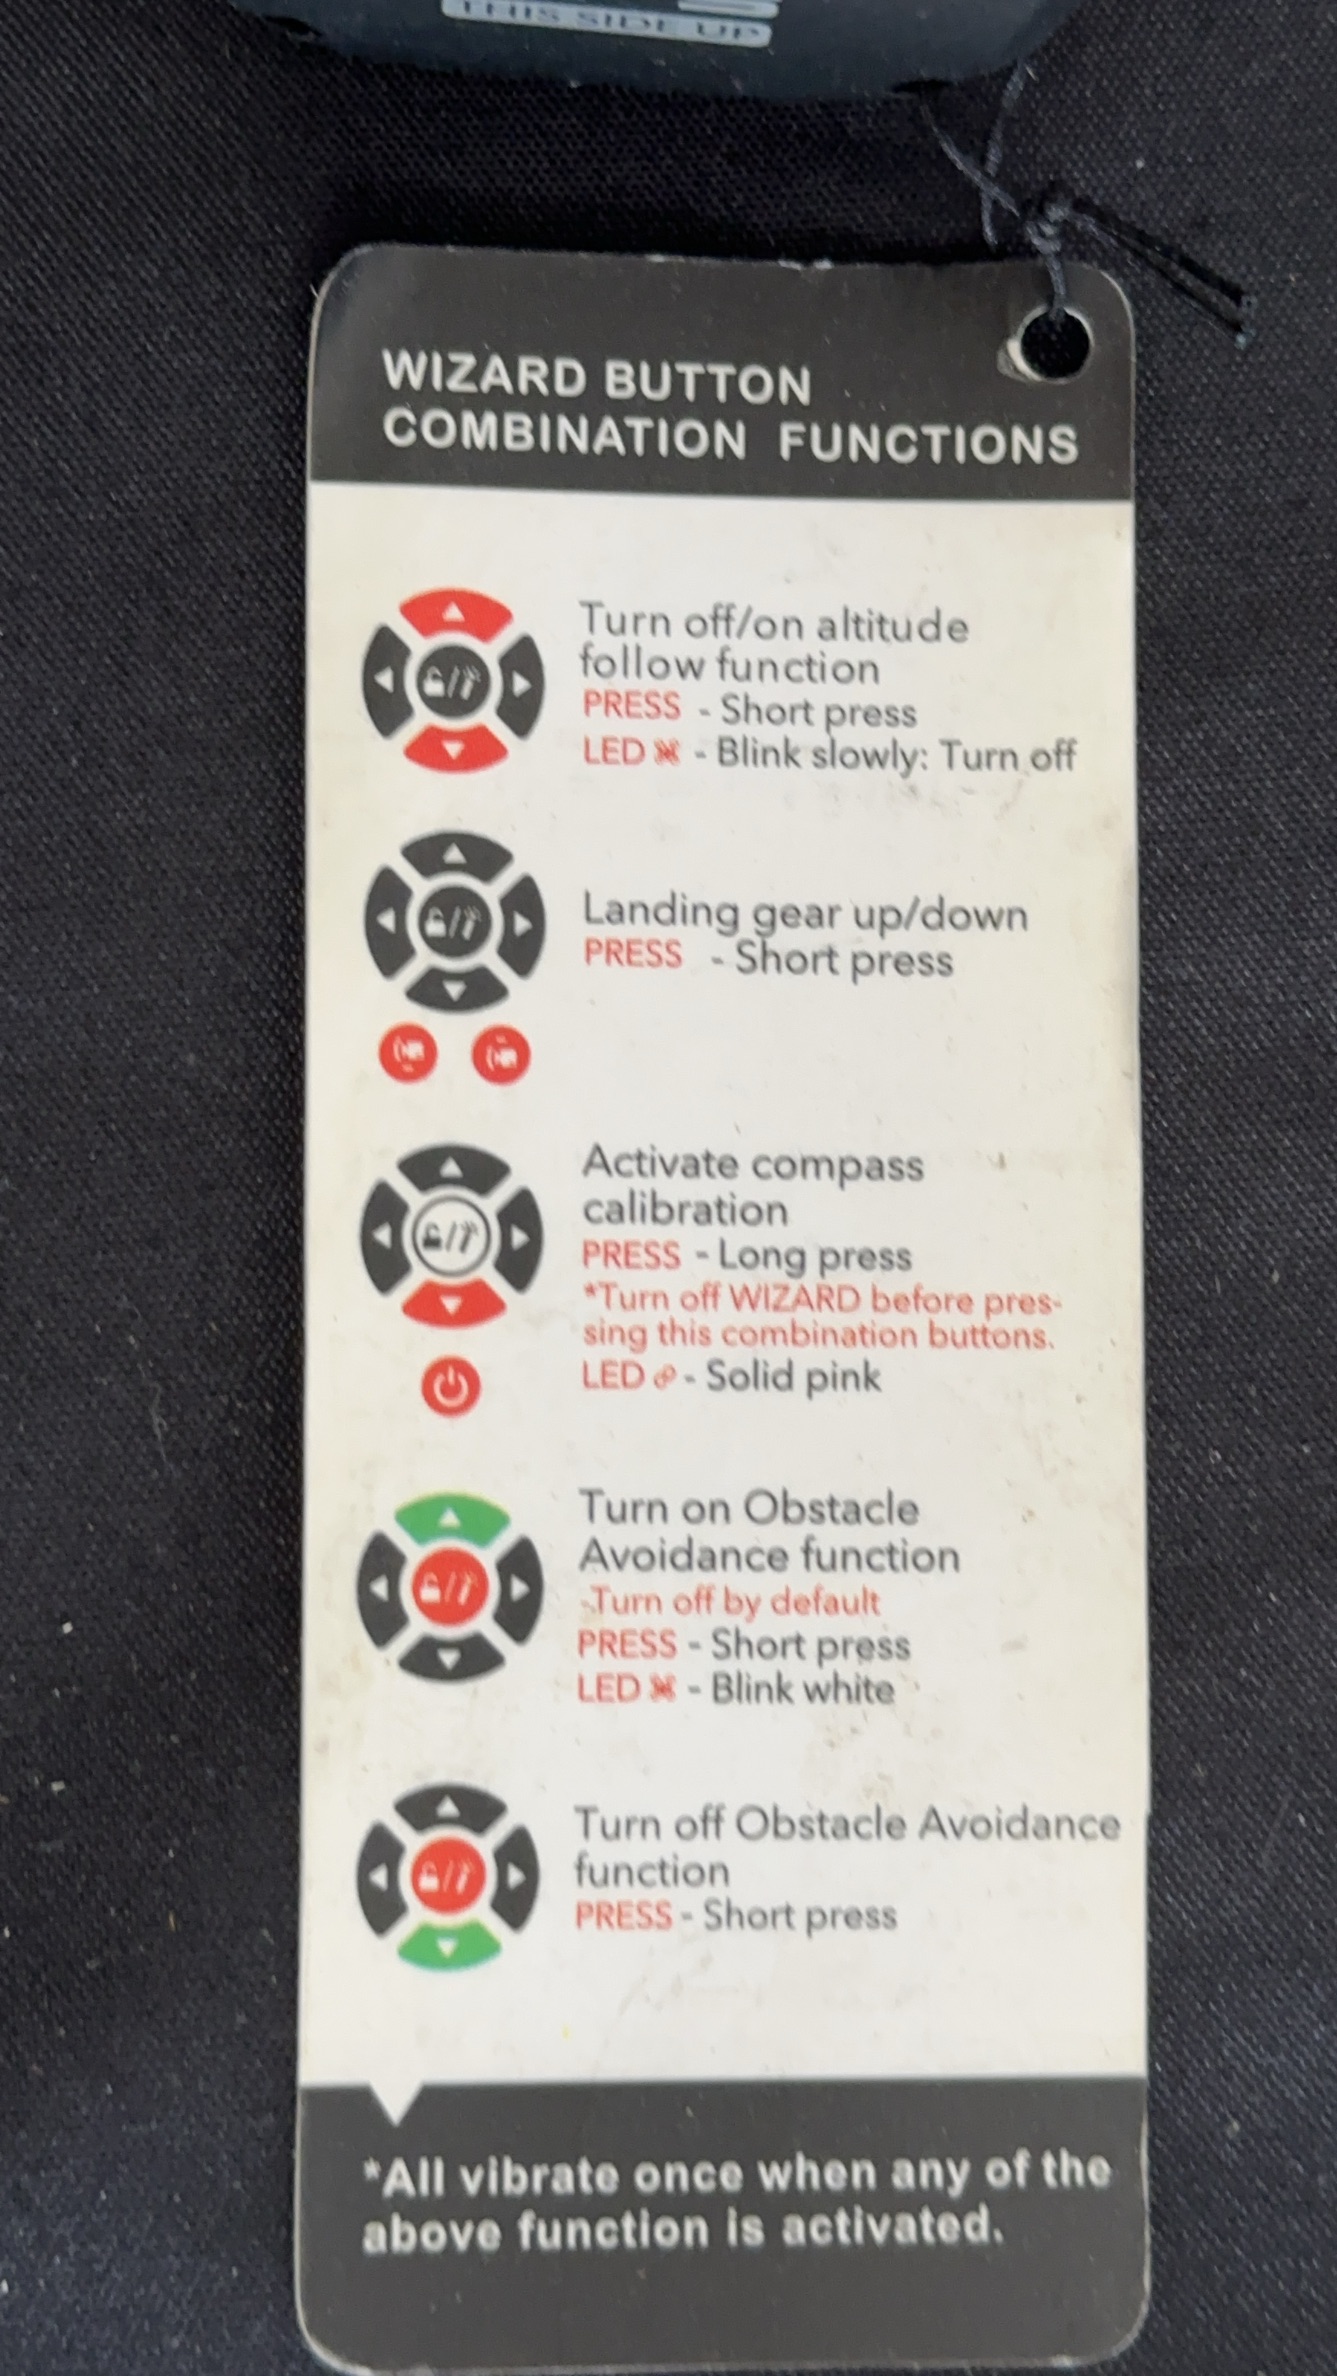 THIS SIDE UP
WIZARD BUTTON
COMBINATION FUNCTIONS
Turn off/on altitude
follow function
PRESS - Short press
LED - Blink slowly: Turn off
Landing gear up/down
PRESS - Short press
Activate compass
calibration
PRESS - Long press
*Turn off WIZARD before pres-
sing this combination buttons.
LED - Solid pink
Turn on Obstacle
Avoidance function
-Turn off by default
PRESS - Short press
LED - Blink white
Turn off Obstacle Avoidance
function
PRESS - Short press
*All vibrate once when any of the
above function is activated.